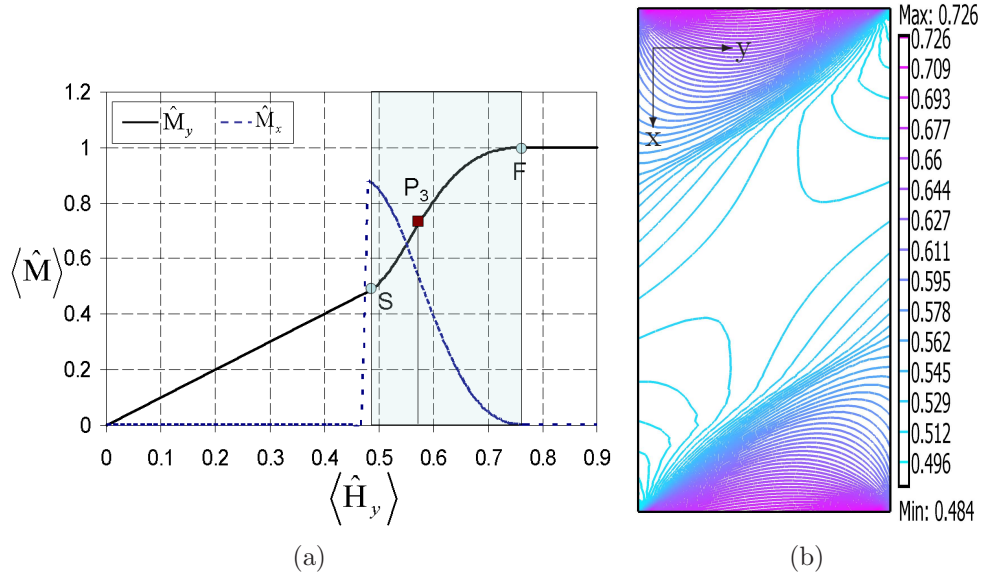 1.2
M̂y M̂x
1
F
P3
0.8
⟨M̂⟩
0.6
S
0.4
0.2
0
0 0.1 0.2 0.3 0.4 0.5 0.6 0.7 0.8 0.9
⟨Ĥy⟩
(a)
y
x
Max: 0.726
0.726
0.709
0.693
0.677
0.66
0.644
0.627
0.611
0.595
0.578
0.562
0.545
0.529
0.512
0.496
Min: 0.484
(b)